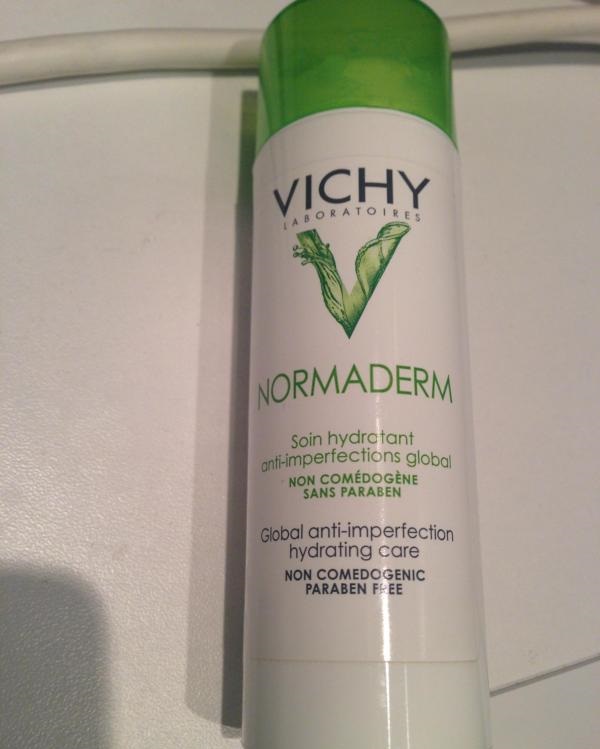 VICHY
LABORATOIRES
NORMADERM
Soin hydratant
anti-imperfections global
NON COMÉDOGÈNE
SANS PARABEN
Global anti-imperfection
hydrating care
NON COMEDOGENIC
PARABEN FREE